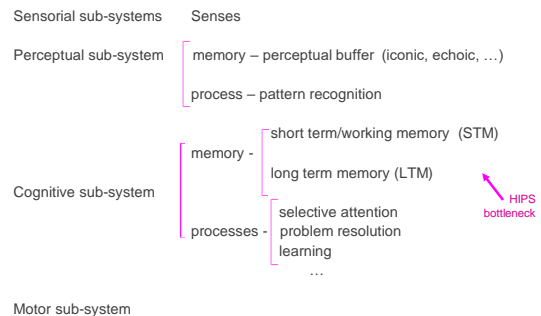 Sensorial sub-systems Senses
Perceptual sub-system memory – perceptual buffer (iconic, echoic, …)
process – pattern recognition
short term/working memory (STM)
memory -
long term memory (LTM)
Cognitive sub-system
HIPS
bottleneck
selective attention
processes - problem resolution
learning
…
Motor sub-system